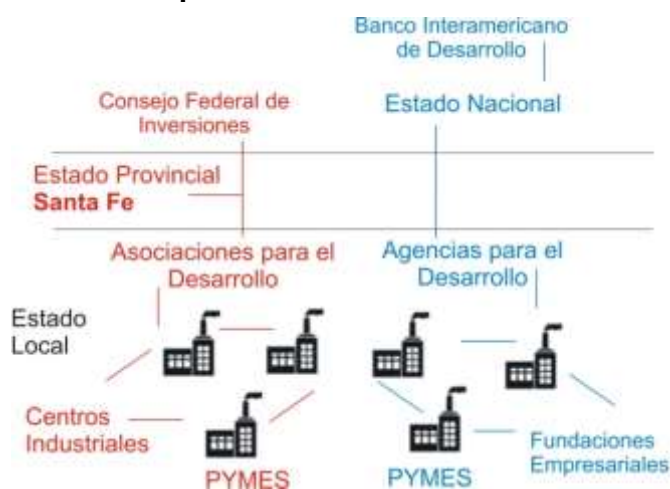 Banco Interamericano
de Desarrollo
Consejo Federal de
Inversiones
Estado Nacional
Estado Provincial
Santa Fe
Asociaciones para el
Desarrollo
Agencias para el
Desarrollo
Estado
Local
Centros
Industriales
Fundaciones
Empresariales
PYMES
PYMES